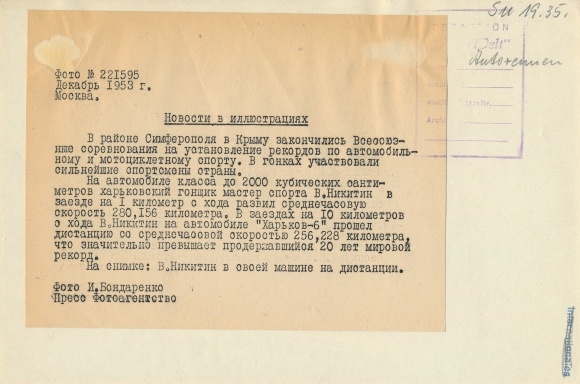 Su 19.35.
Autorennen
Фото № 221595
Декабрь 1953 г.
Москва.
Новости в иллюстрациях
В районе Симферополя в Крыму закончились Всесоюз-
ные соревнования на установление рекордов по автомобиль-
ному и мотоциклетному спорту. В гонках участвовали
сильнейшие спортсмены страны.
На автомобиле класса до 2000 кубических санти-
метров харьковский гонщик мастер спорта В.Никитин в
заезде на 1 километр с хода развил среднечасовую
скорость 280,156 километра. В заездах на 10 километров
с хода В.Никитин на автомобиле "Харьков-6" прошел
дистанцию со среднечасовой скоростью 256,228 километра,
что значительно превышает продержавшийся 20 лет мировой
рекорд.
На снимке: В.Никитин в своей машине на дистанции.
Фото И.Бондаренко
Пресс Фотоагентство
Internationales